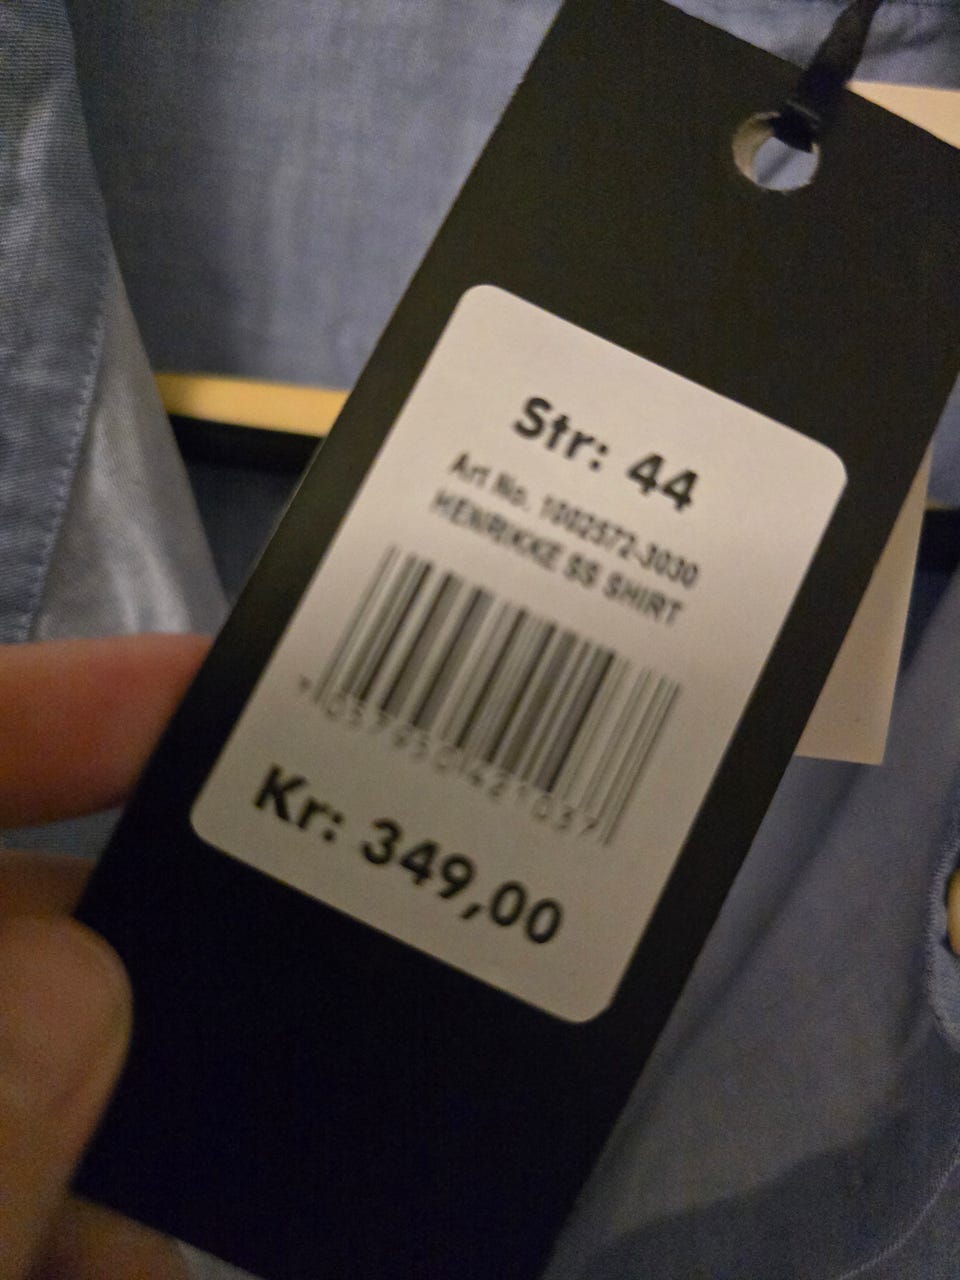 Str: 44
Art No. 1002572-3030
HENRIKKE SS SHIRT
Kr: 349,00